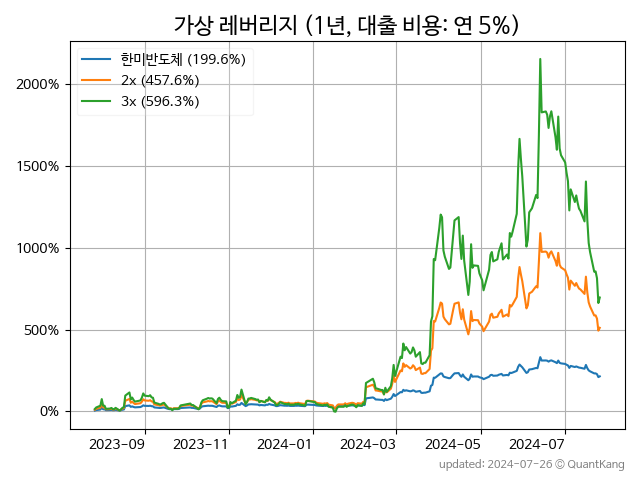 가상 레버리지 (1년, 대출 비용: 연 5%)
한미반도체 (199.6%)
2x (457.6%)
3x (596.3%)
2000%
1500%
1000%
500%
0%
2023-09 2023-11 2024-01 2024-03 2024-05 2024-07
updated: 2024-07-26 © QuantKang